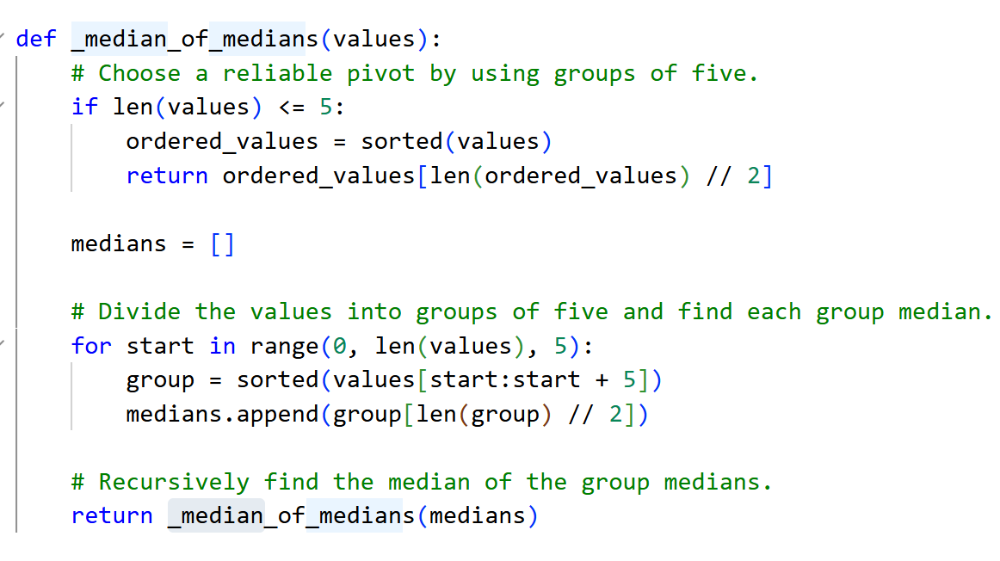 def _median_of_medians(values):
    # Choose a reliable pivot by using groups of five.
    if len(values) <= 5:
        ordered_values = sorted(values)
        return ordered_values[len(ordered_values) // 2]

    medians = []

    # Divide the values into groups of five and find each group median.
    for start in range(0, len(values), 5):
        group = sorted(values[start:start + 5])
        medians.append(group[len(group) // 2])

    # Recursively find the median of the group medians.
    return _median_of_medians(medians)